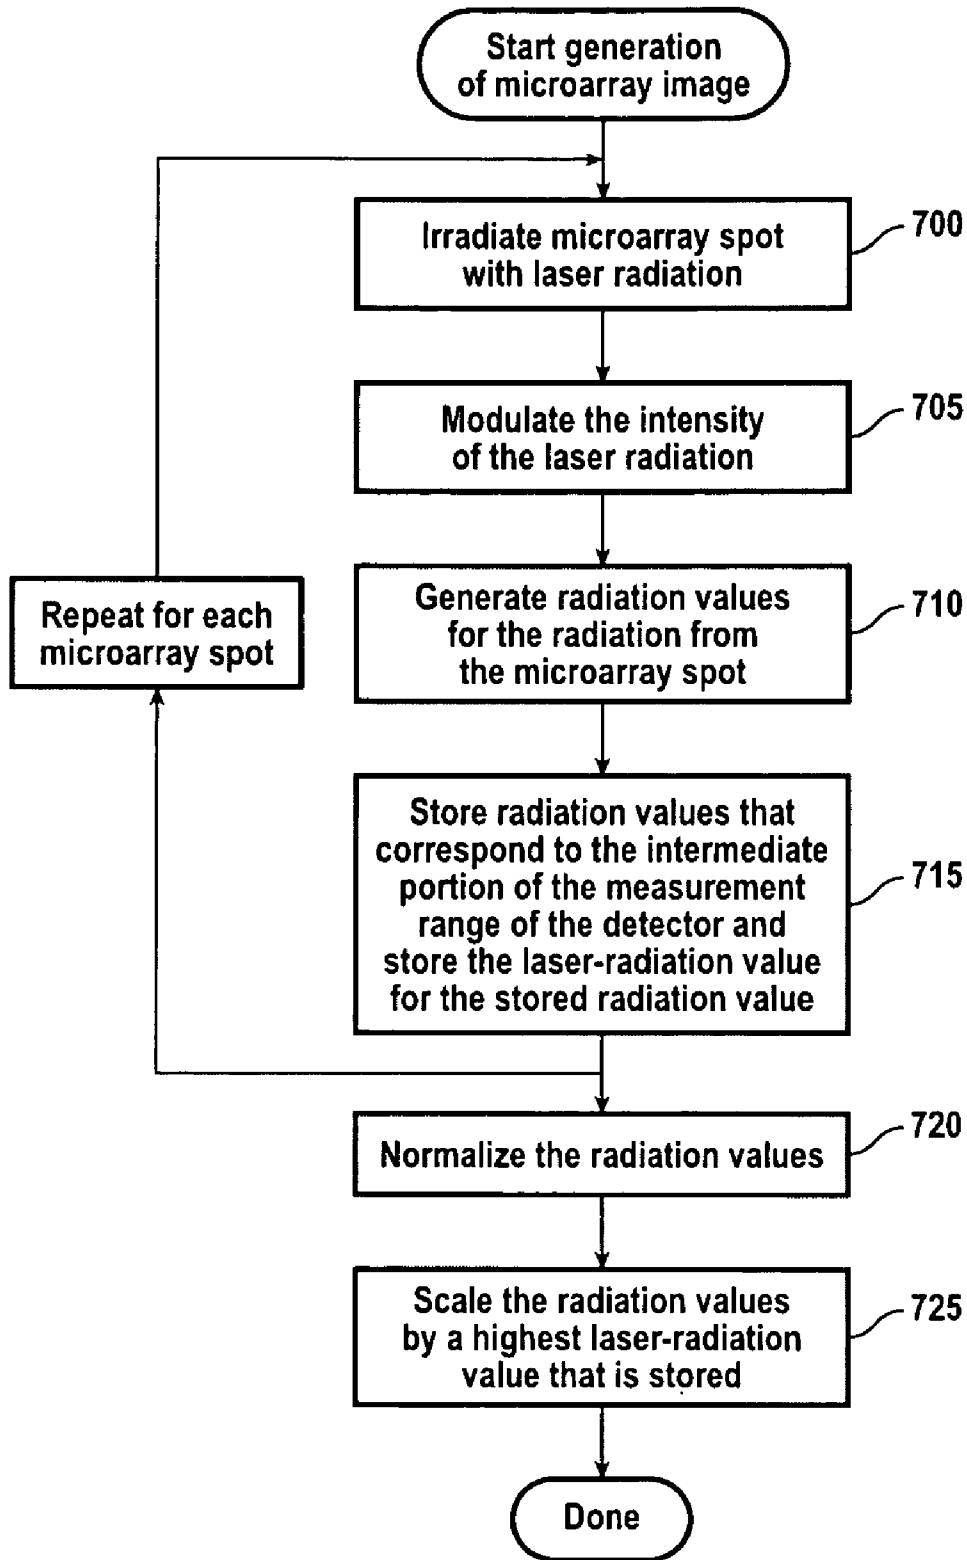 Start generation
of microarray image
Irradiate microarray spot
with laser radiation
700
Modulate the intensity
of the laser radiation
705
Generate radiation values
for the radiation from
the microarray spot
710
Repeat for each
microarray spot
Store radiation values that
correspond to the intermediate
portion of the measurement
range of the detector and
store the laser-radiation value
for the stored radiation value
715
Normalize the radiation values
720
Scale the radiation values
by a highest laser-radiation
value that is stored
725
Done